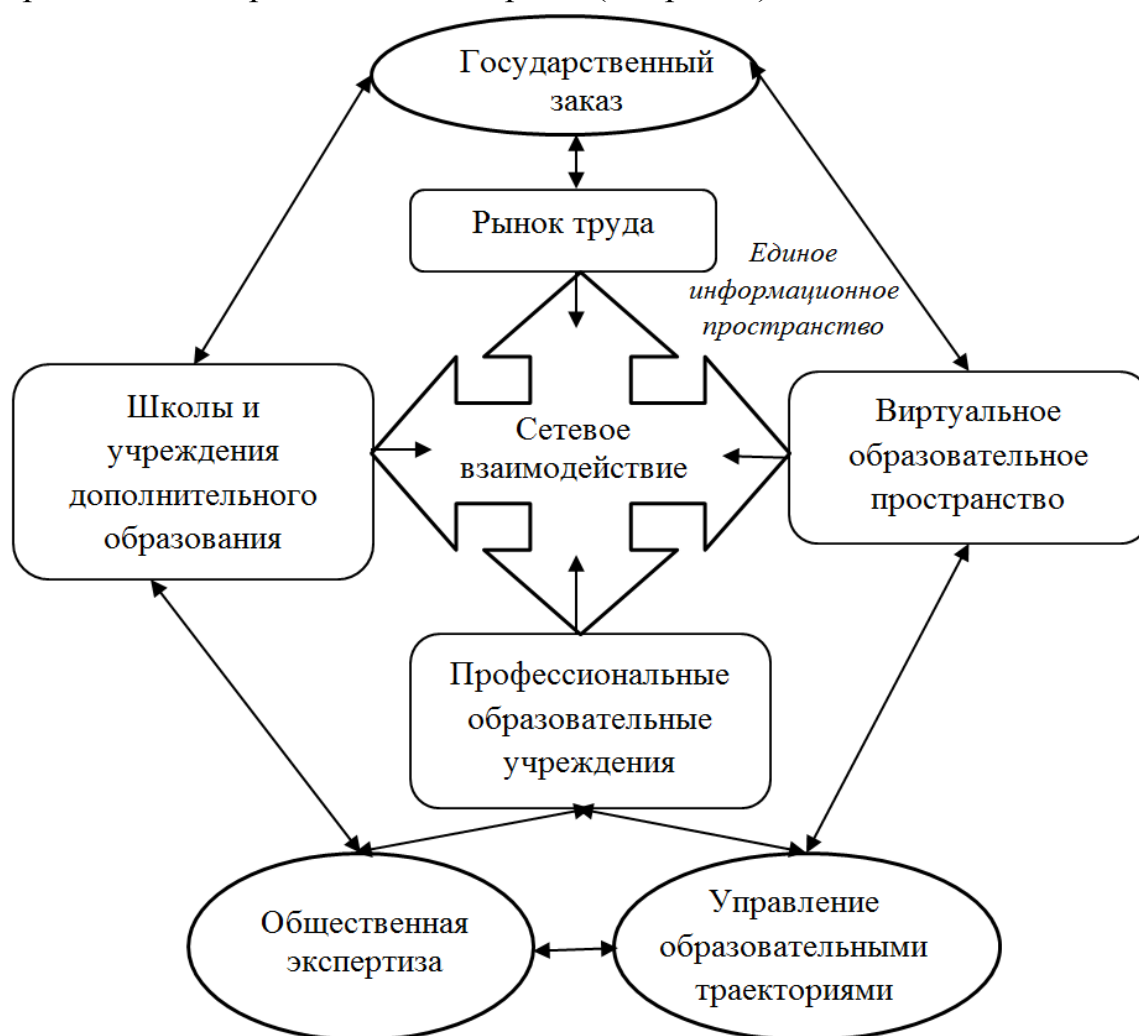 Государственный
заказ
Рынок труда
Единое
информационное
пространство
Школы и
учреждения
дополнительного
образования
Сетевое
взаимодействие
Виртуальное
образовательное
пространство
Профессиональные
образовательные
учреждения
Общественная
экспертиза
Управление
образовательными
траекториями